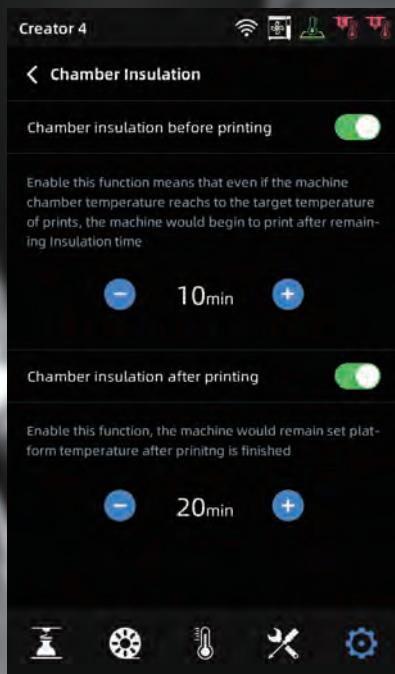 Creator 4
Chamber Insulation
Chamber insulation before printing
Enable this function means that even if the machine
chamber temperature reachs to the target temperature
of prints, the machine would begin to print after remain-
ing Insulation time
10min
Chamber insulation after printing
Enable this function, the machine would remain set plat-
form temperature after prinitng is finished
20min